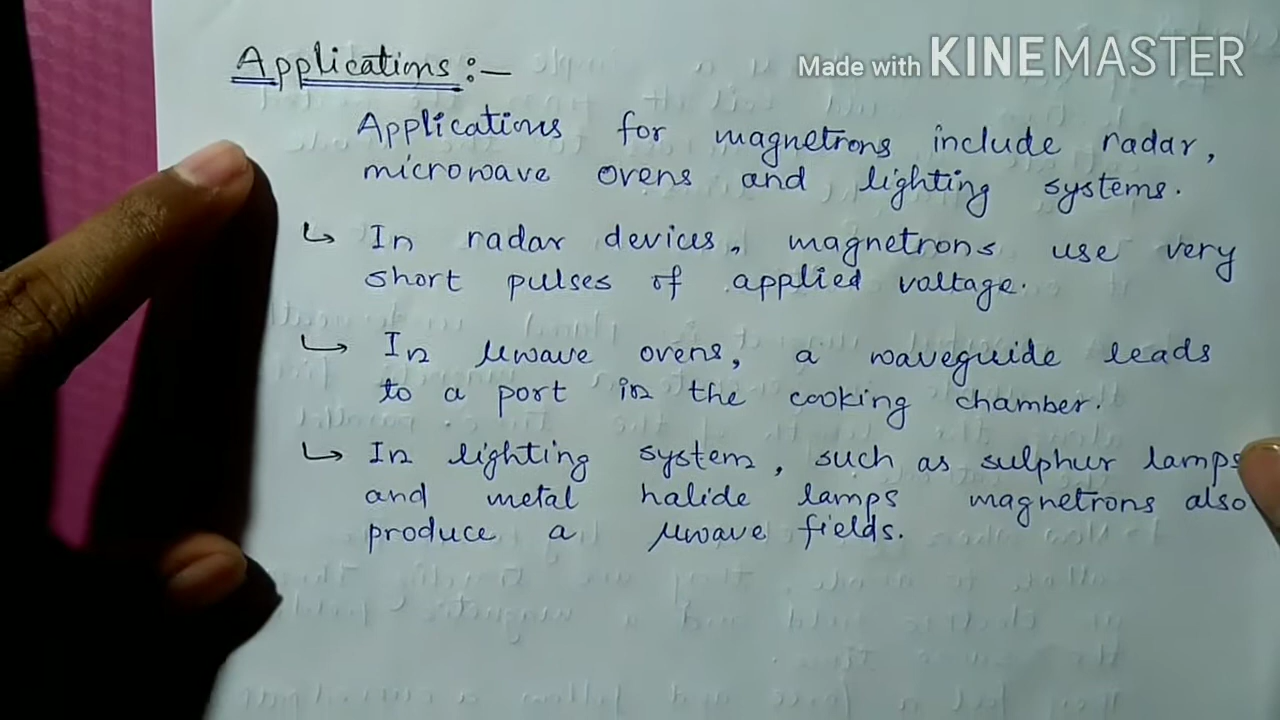 Made with KINEMASTER
Applications:-
Applications for magnetrons include radar,
microwave ovens and lighting systems.
↳ In radar devices, magnetrons use very
short pulses of applied voltage.
↳ In μwave ovens, a waveguide leads
to a port in the cooking chamber.
↳ In lighting system, such as sulphur lamps
and metal halide lamps magnetrons also
produce a μwave fields.